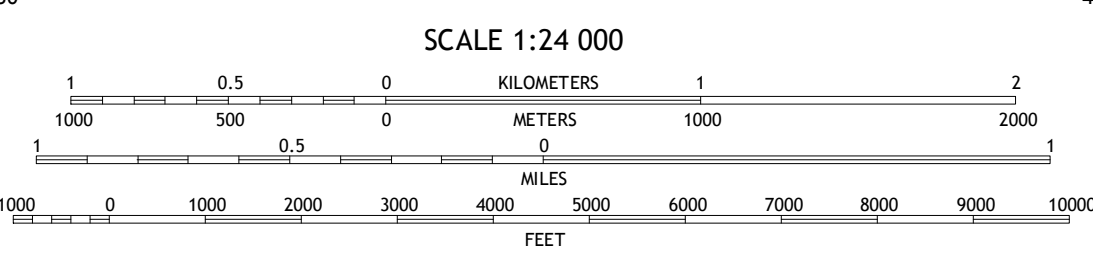 SCALE 1:24 000
1 0.5 0 KILOMETERS 1 2
1000 500 0 METERS 1000 2000
1 0.5 0 1
MILES
1000 0 1000 2000 3000 4000 5000 6000 7000 8000 9000 10000
FEET